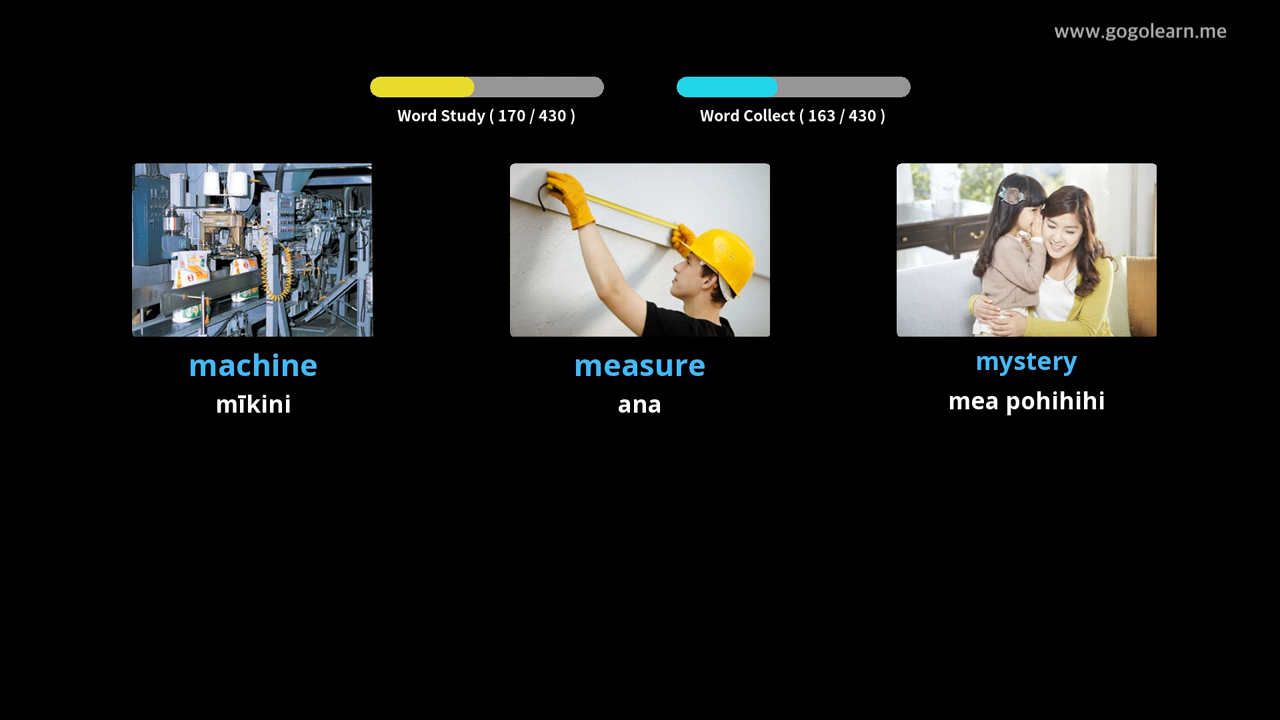 www.gogolearn.me
Word Study ( 170 / 430 )
Word Collect ( 163 / 430 )
machine
measure
mystery
mīkini
ana
mea pohihihi